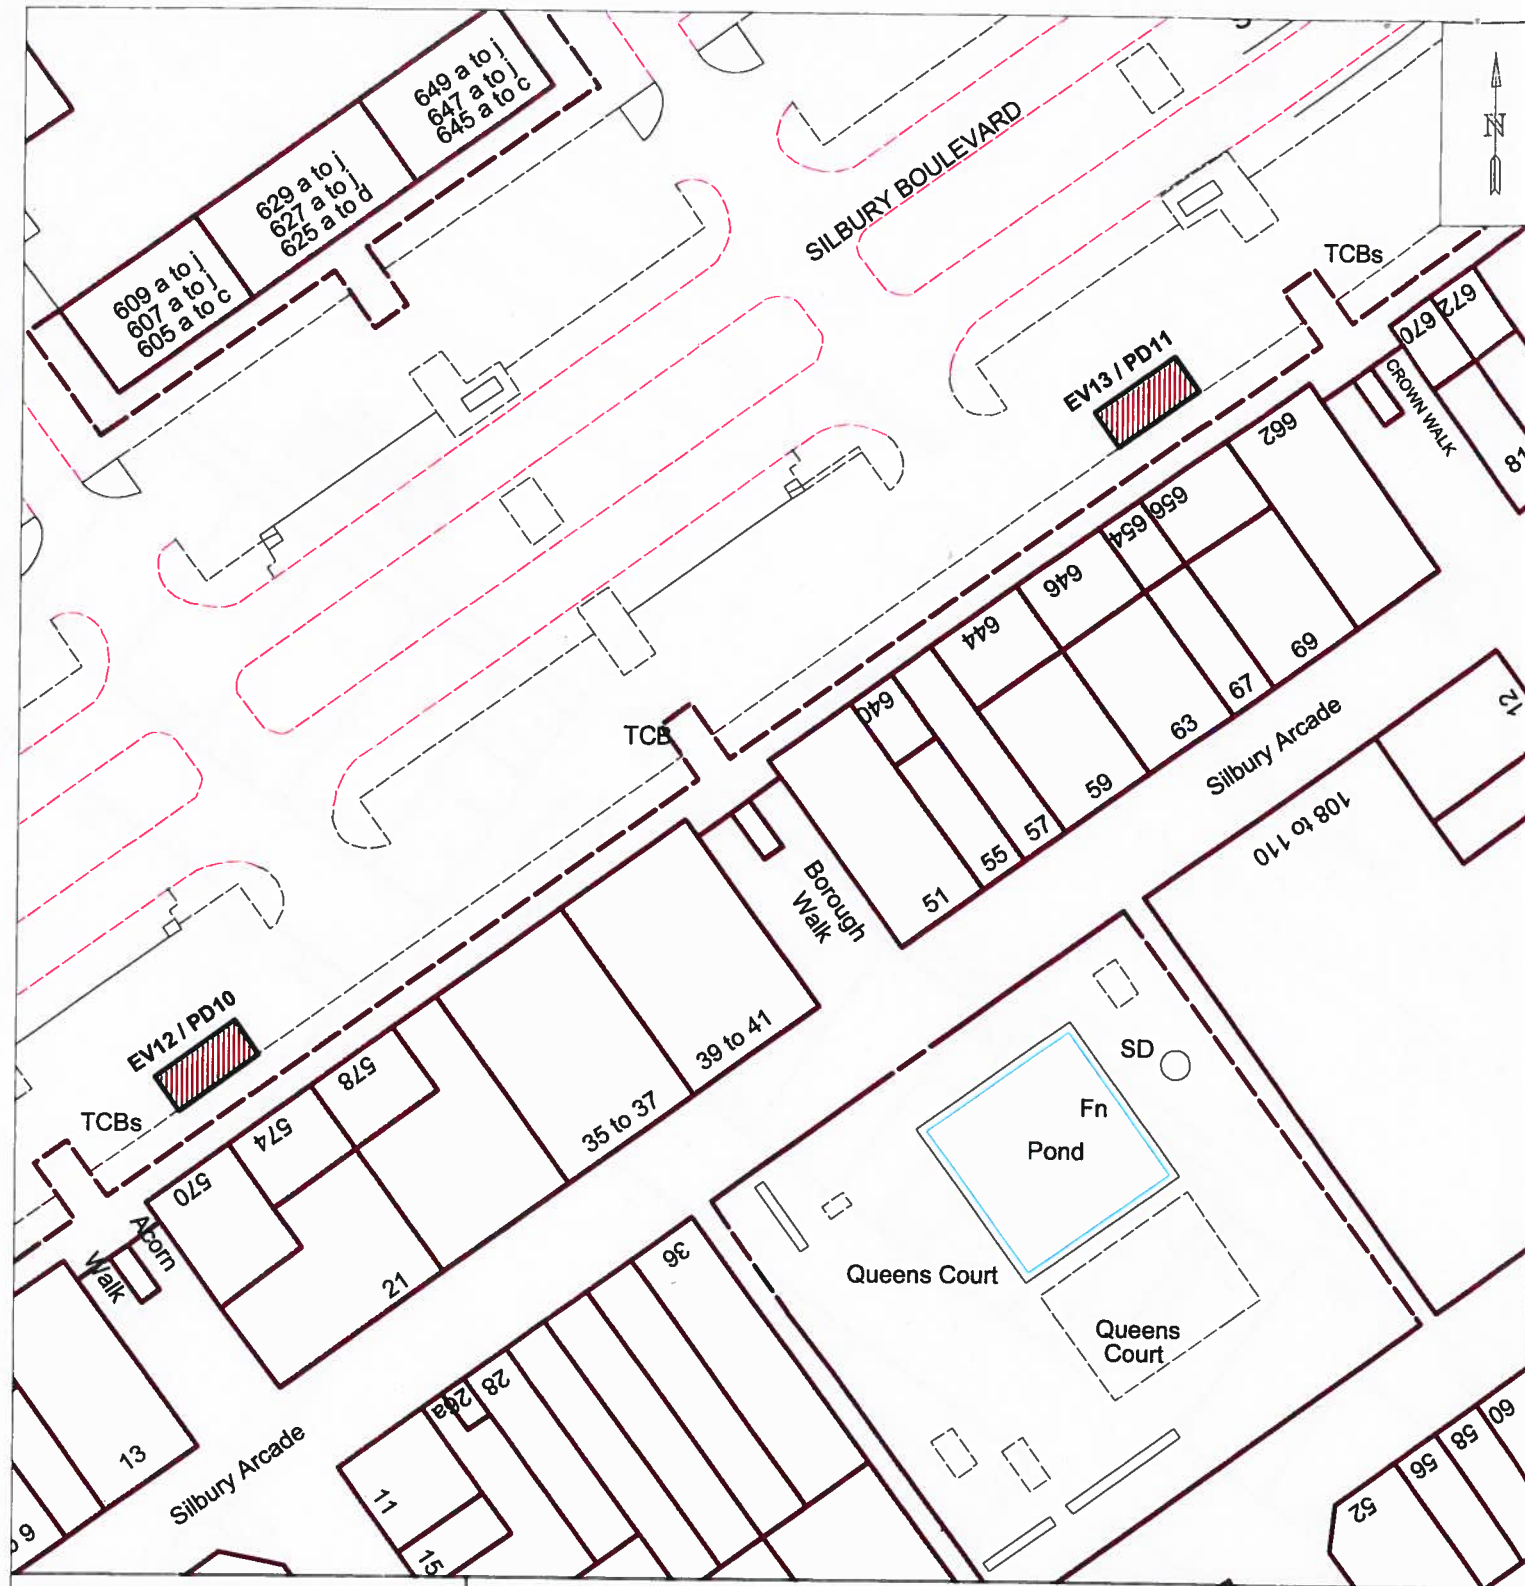 649 a to j
647 a to j
645 a to c
629 a to j
627 a to j
625 a to d
609 a to j
607 a to j
605 a to c
SILBURY BOULEVARD
N
TCBs
EV13 / PD11
672
670
CROWN WALK
81
662
656
654
646
644
640
TCB
69
67
63
59
57
55
51
Silbury Arcade
12
108 to 110
Borough
Walk
EV12 / PD10
TCBs
578
574
570
39 to 41
35 to 37
21
Acorn
Walk
SD
Fn
Pond
Queens Court
Queens
Court
36
28
26a
11
15
13
9
Silbury Arcade
60
58
56
52